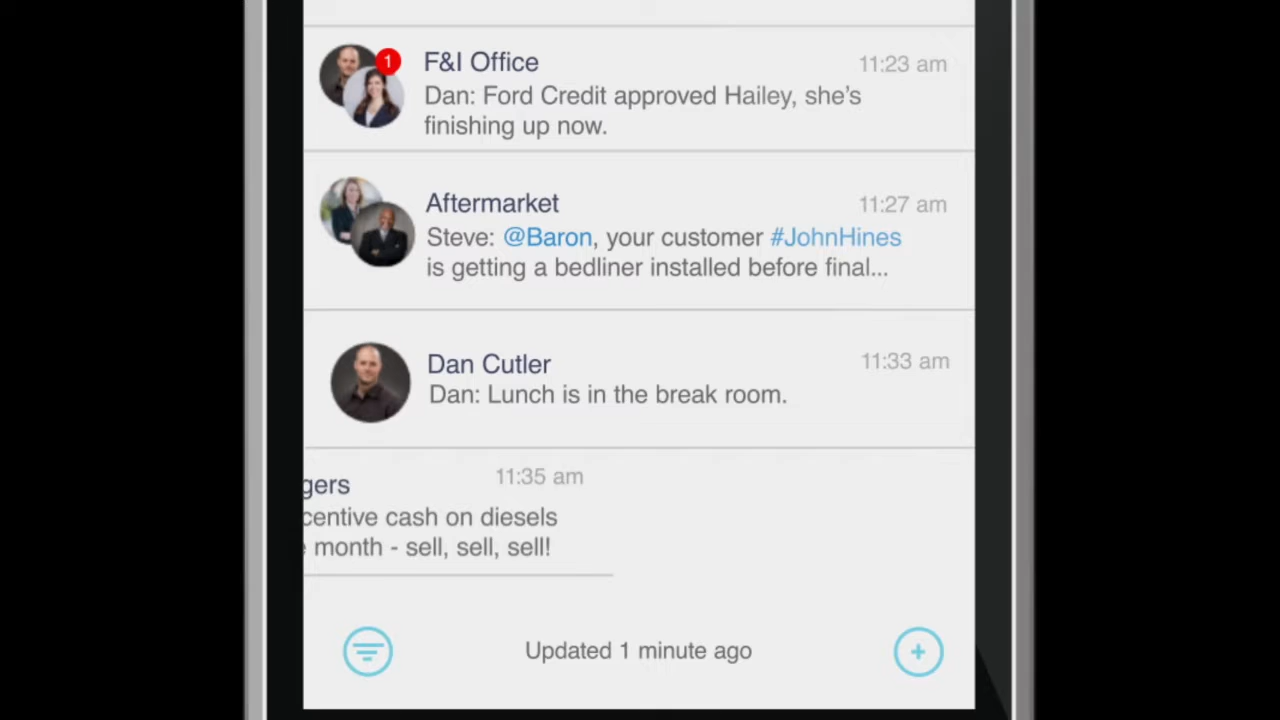 1
F&I Office
11:23 am
Dan: Ford Credit approved Hailey, she’s
finishing up now.
Aftermarket
11:27 am
Steve: @Baron, your customer #JohnHines
is getting a bedliner installed before final...
Dan Cutler
11:33 am
Dan: Lunch is in the break room.
gers
11:35 am
centive cash on diesels
month - sell, sell, sell!
Updated 1 minute ago